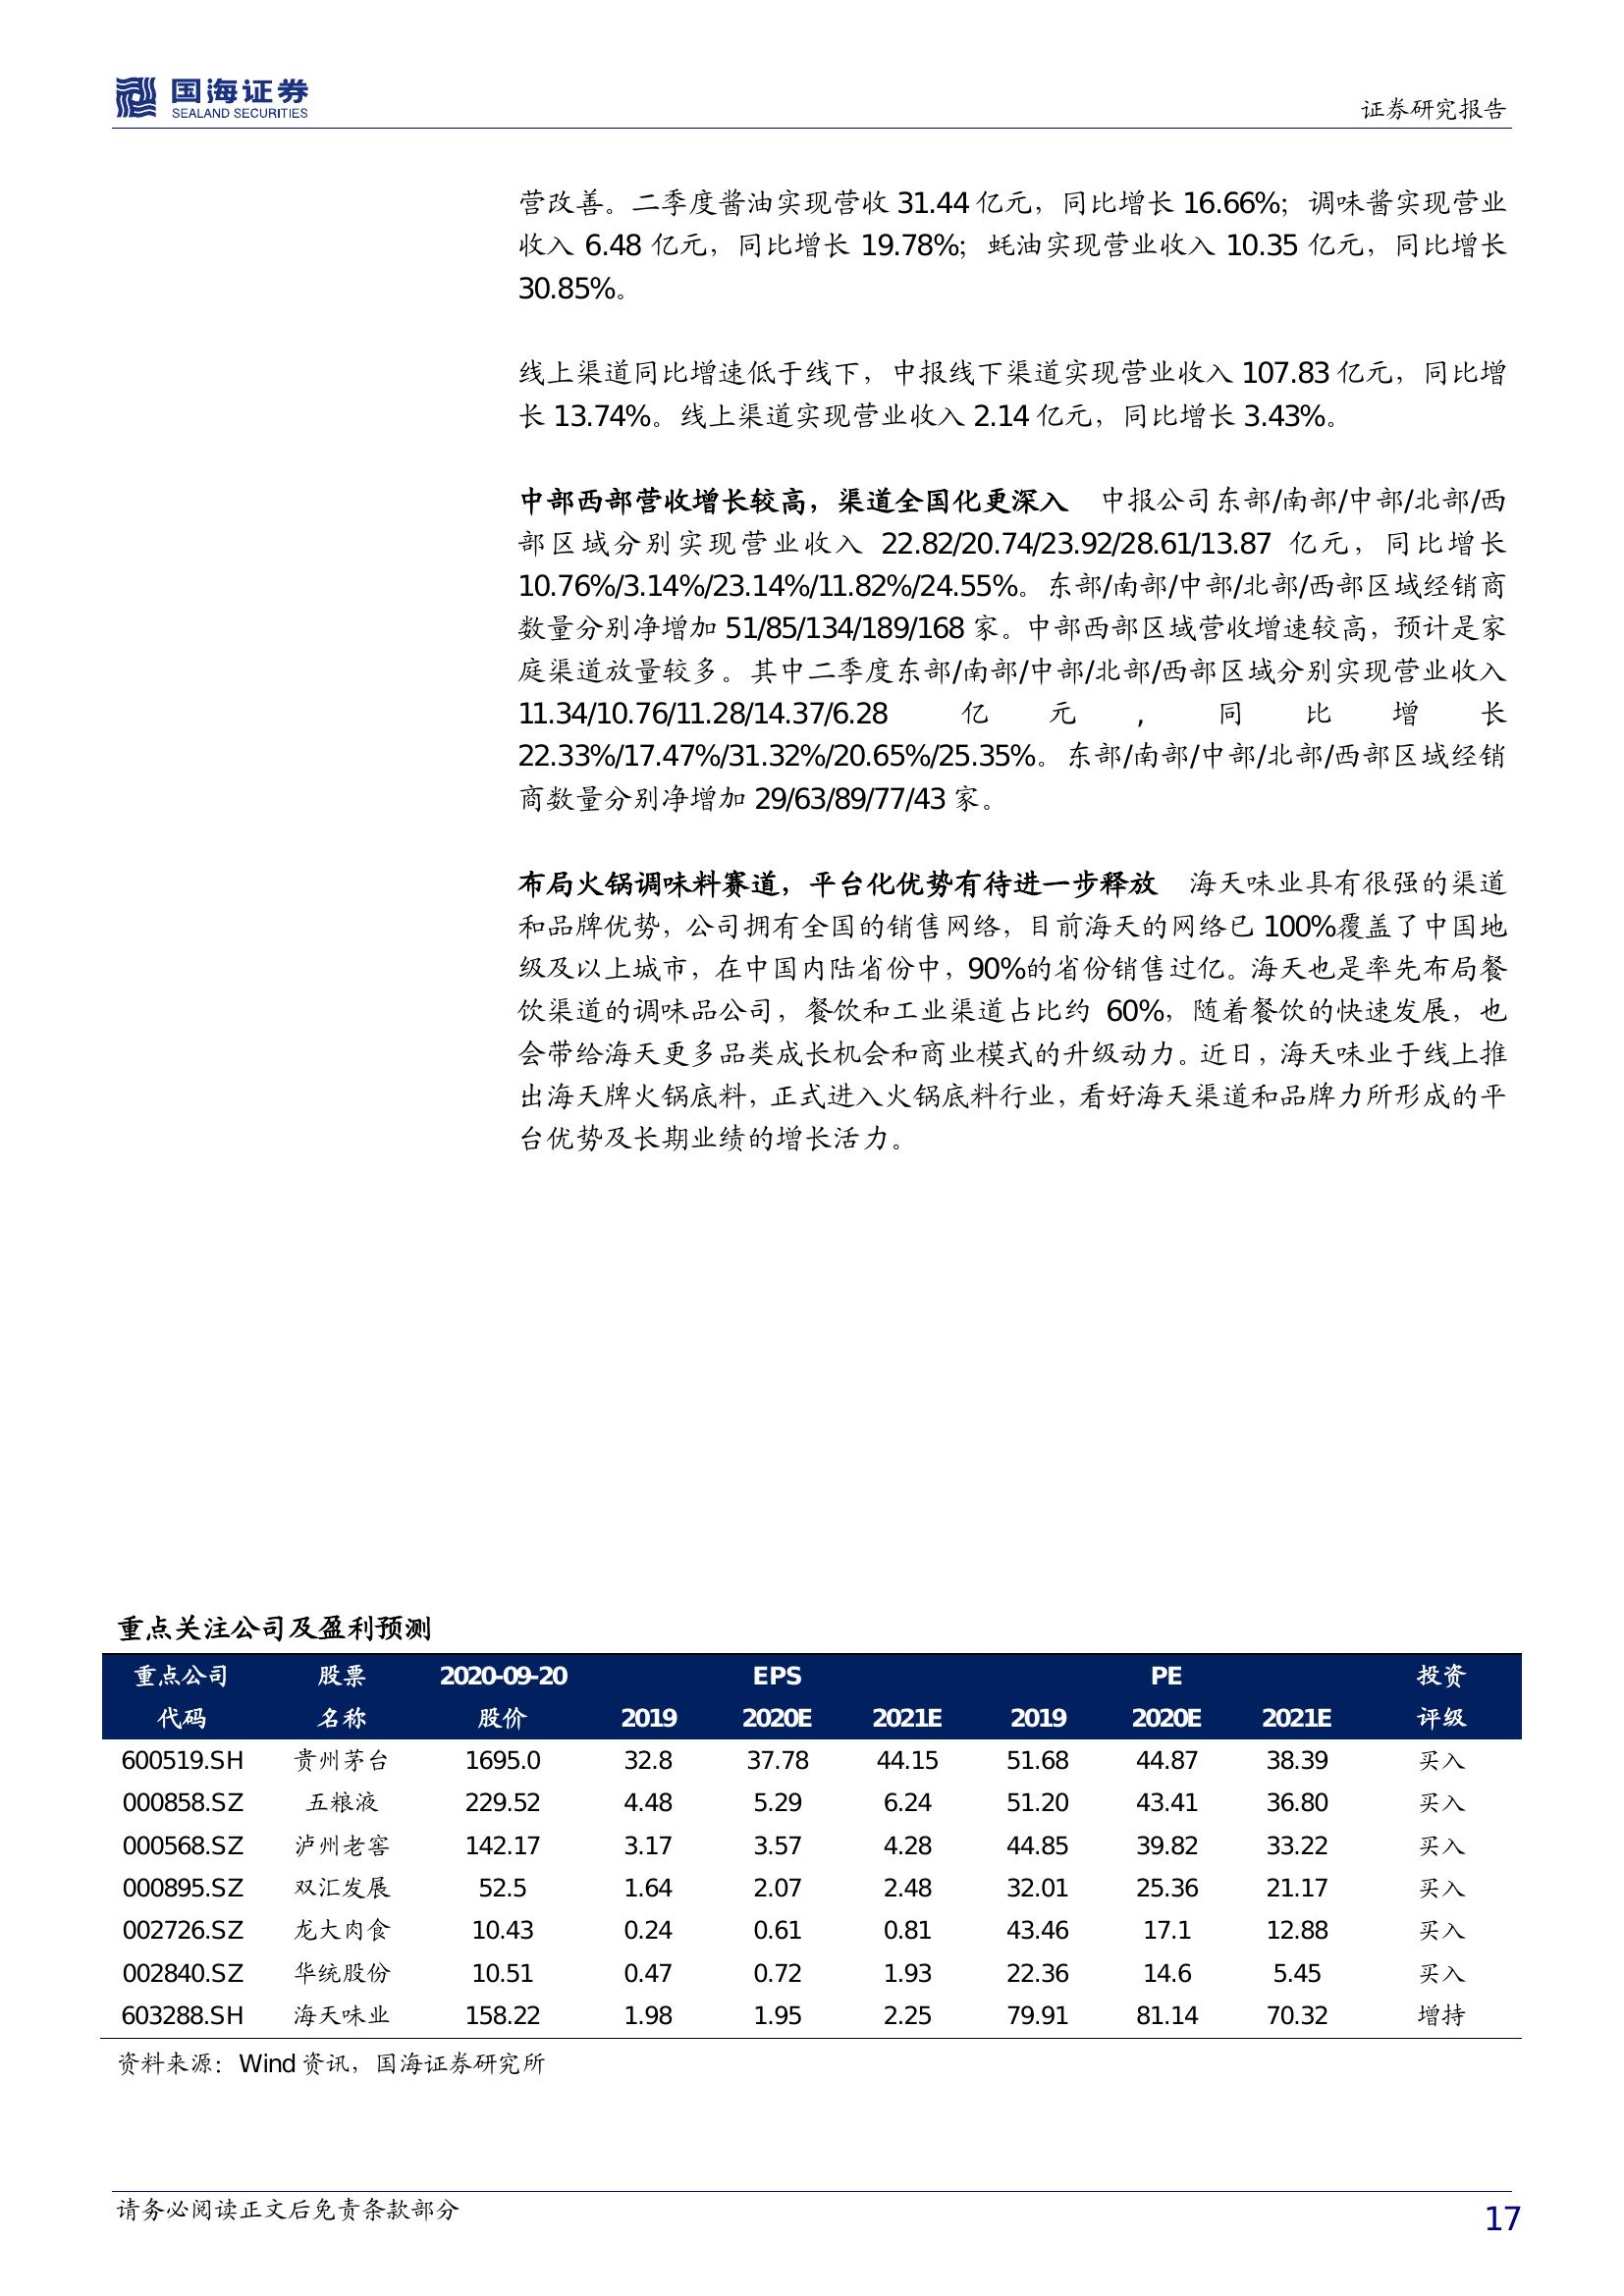 国海证券
SEALAND SECURITIES
证券研究报告
营改善。二季度酱油实现营收 31.44 亿元，同比增长 16.66%；调味酱实现营业
收入 6.48 亿元，同比增长 19.78%；蚝油实现营业收入 10.35 亿元，同比增长
30.85%。
线上渠道同比增速低于线下，中报线下渠道实现营业收入 107.83 亿元，同比增
长 13.74%。线上渠道实现营业收入 2.14 亿元，同比增长 3.43%。
中部西部营收增长较高，渠道全国化更深入 中报公司东部/南部/中部/北部/西
部区域分别实现营业收入 22.82/20.74/23.92/28.61/13.87 亿元，同比增长
10.76%/3.14%/23.14%/11.82%/24.55%。东部/南部/中部/北部/西部区域经销商
数量分别净增加 51/85/134/189/168 家。中部西部区域营收增速较高，预计是家
庭渠道放量较多。其中二季度东部/南部/中部/北部/西部区域分别实现营业收入
11.34/10.76/11.28/14.37/6.28 亿元，同比增长
22.33%/17.47%/31.32%/20.65%/25.35%。东部/南部/中部/北部/西部区域经销
商数量分别净增加 29/63/89/77/43 家。
布局火锅调味料赛道，平台化优势有待进一步释放 海天味业具有很强的渠道
和品牌优势，公司拥有全国的销售网络，目前海天的网络已 100%覆盖了中国地
级及以上城市，在中国内陆省份中，90%的省份销售过亿。海天也是率先布局餐
饮渠道的调味品公司，餐饮和工业渠道占比约 60%，随着餐饮的快速发展，也
会带给海天更多品类成长机会和商业模式的升级动力。近日，海天味业于线上推
出海天牌火锅底料，正式进入火锅底料行业，看好海天渠道和品牌力所形成的平
台优势及长期业绩的增长活力。
重点关注公司及盈利预测
重点公司 股票 2020-09-20 EPS PE 投资
代码 名称 股价 2019 2020E 2021E 2019 2020E 2021E 评级
600519.SH 贵州茅台 1695.0 32.8 37.78 44.15 51.68 44.87 38.39 买入
000858.SZ 五粮液 229.52 4.48 5.29 6.24 51.20 43.41 36.80 买入
000568.SZ 泸州老窖 142.17 3.17 3.57 4.28 44.85 39.82 33.22 买入
000895.SZ 双汇发展 52.5 1.64 2.07 2.48 32.01 25.36 21.17 买入
002726.SZ 龙大肉食 10.43 0.24 0.61 0.81 43.46 17.1 12.88 买入
002840.SZ 华统股份 10.51 0.47 0.72 1.93 22.36 14.6 5.45 买入
603288.SH 海天味业 158.22 1.98 1.95 2.25 79.91 81.14 70.32 增持
资料来源：Wind 资讯，国海证券研究所
请务必阅读正文后免责条款部分
17